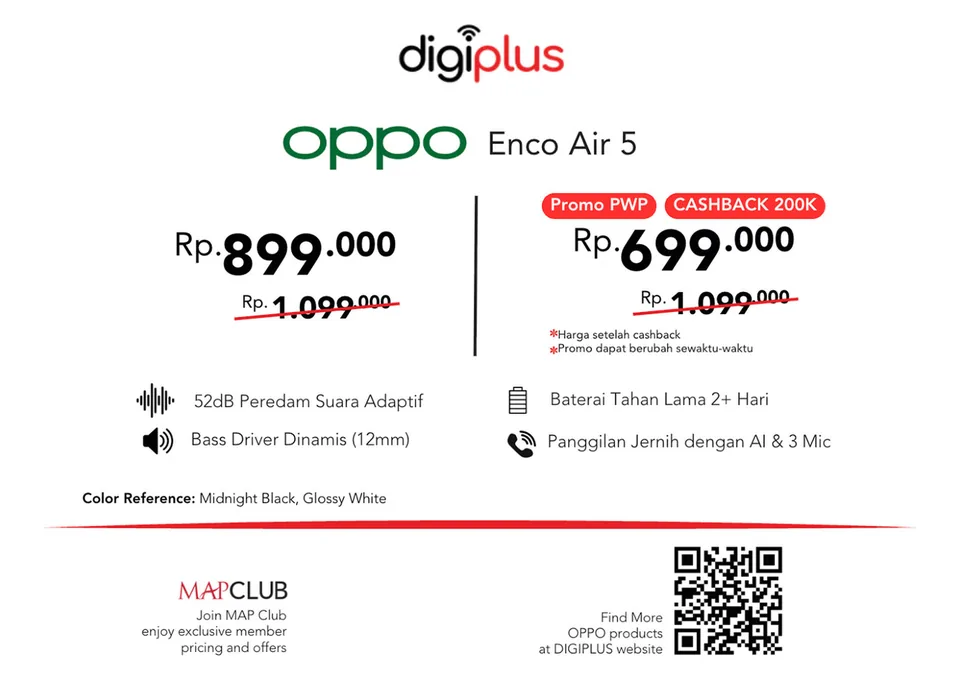 digiplus
oppo Enco Air 5
Rp.899.000
Rp.1.099.000
Promo PWP CASHBACK 200K
Rp.699.000
Rp.1.099.000
*Harga setelah cashback
*Promo dapat berubah sewaktu-waktu
52dB Peredam Suara Adaptif
Bass Driver Dinamis (12mm)
Baterai Tahan Lama 2+ Hari
Panggilan Jernih dengan AI & 3 Mic
Color Reference: Midnight Black, Glossy White
MAPCLUB
Join MAP Club
enjoy exclusive member
pricing and offers
Find More
OPPO products
at DIGIPLUS website